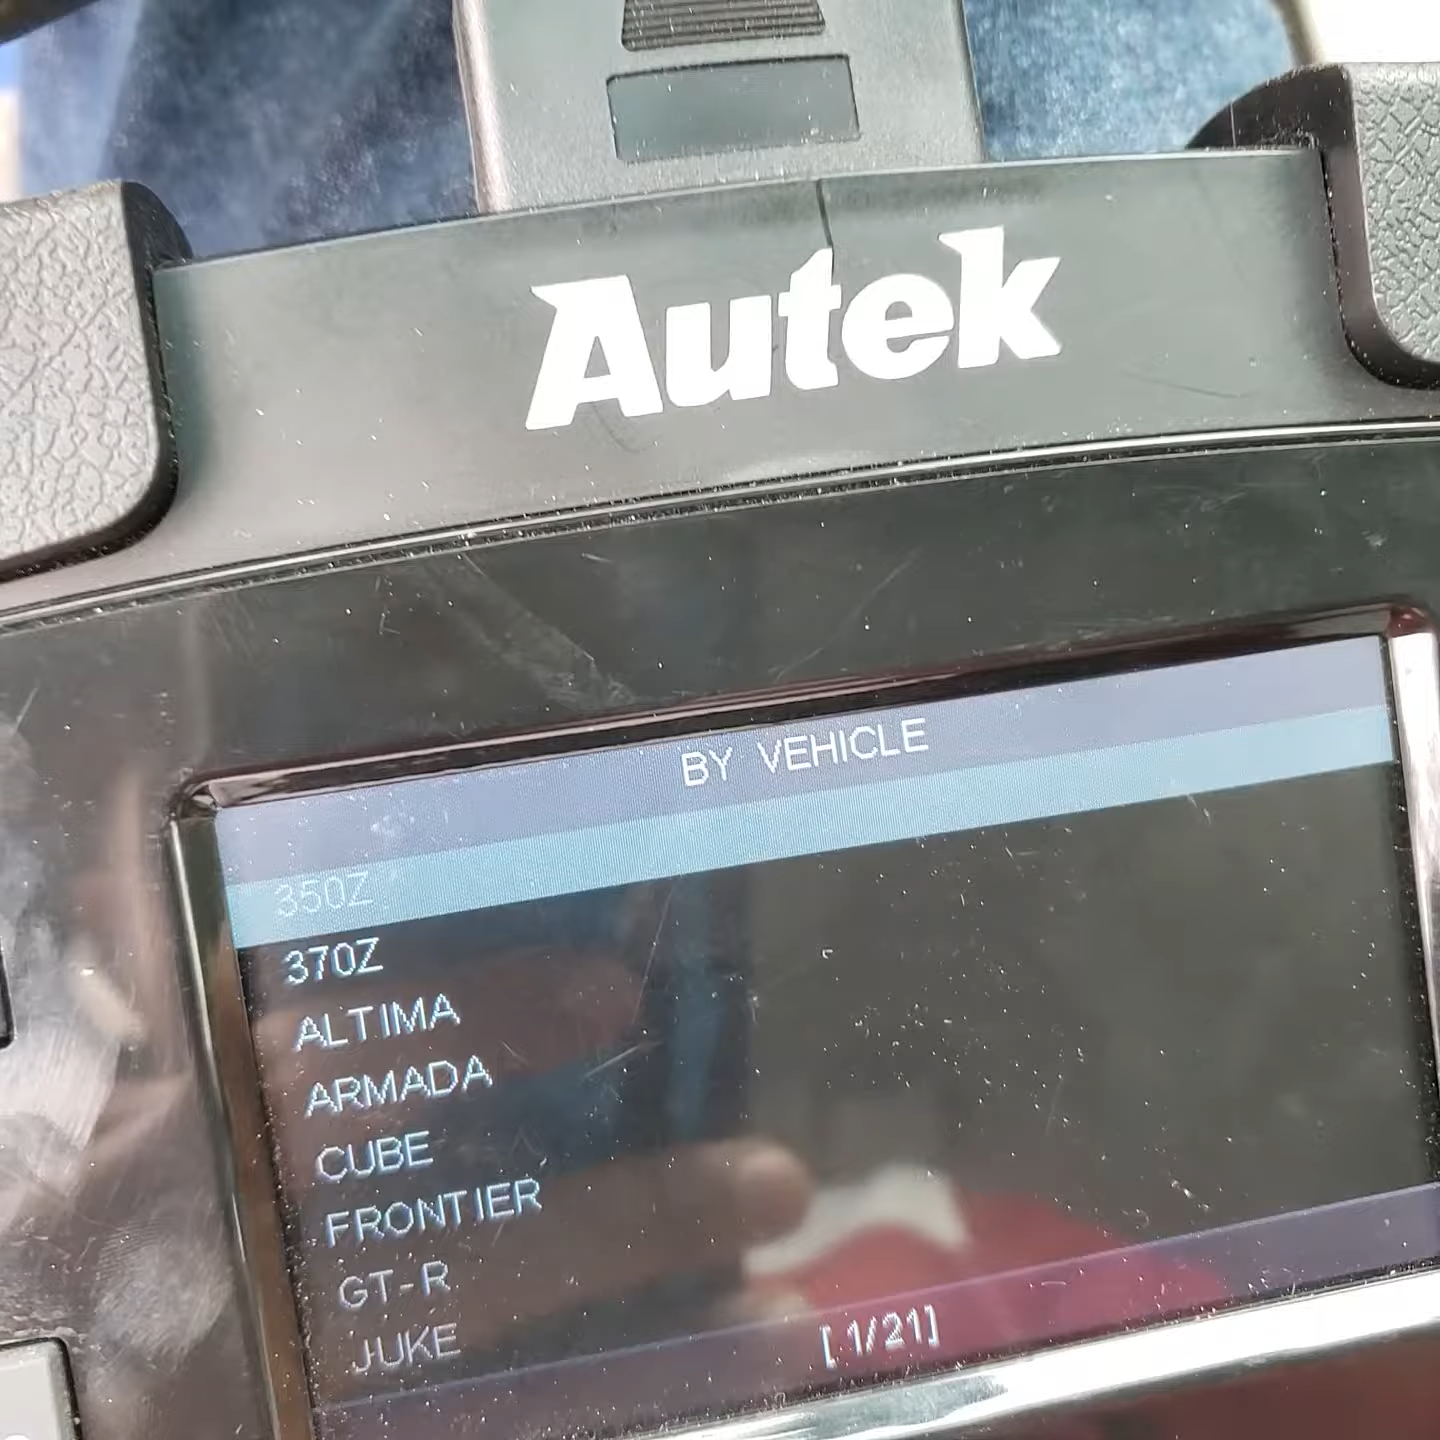 Autek
BY VEHICLE
350Z
370Z
ALTIMA
ARMADA
CUBE
FRONTIER
GT-R
JUKE
[ 1/21]